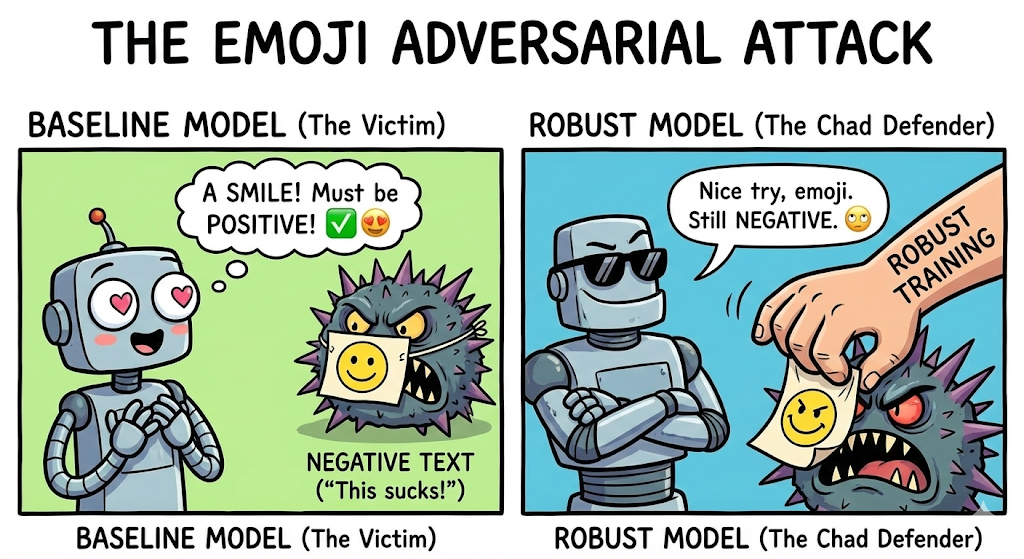 THE EMOJI ADVERSARIAL ATTACK
BASELINE MODEL (The Victim)
A SMILE! Must be
POSITIVE! ✅😍
NEGATIVE TEXT
("This sucks!")
BASELINE MODEL (The Victim)
ROBUST MODEL (The Chad Defender)
Nice try, emoji.
Still NEGATIVE. 🙄
ROBUST
TRAINING
ROBUST MODEL (The Chad Defender)